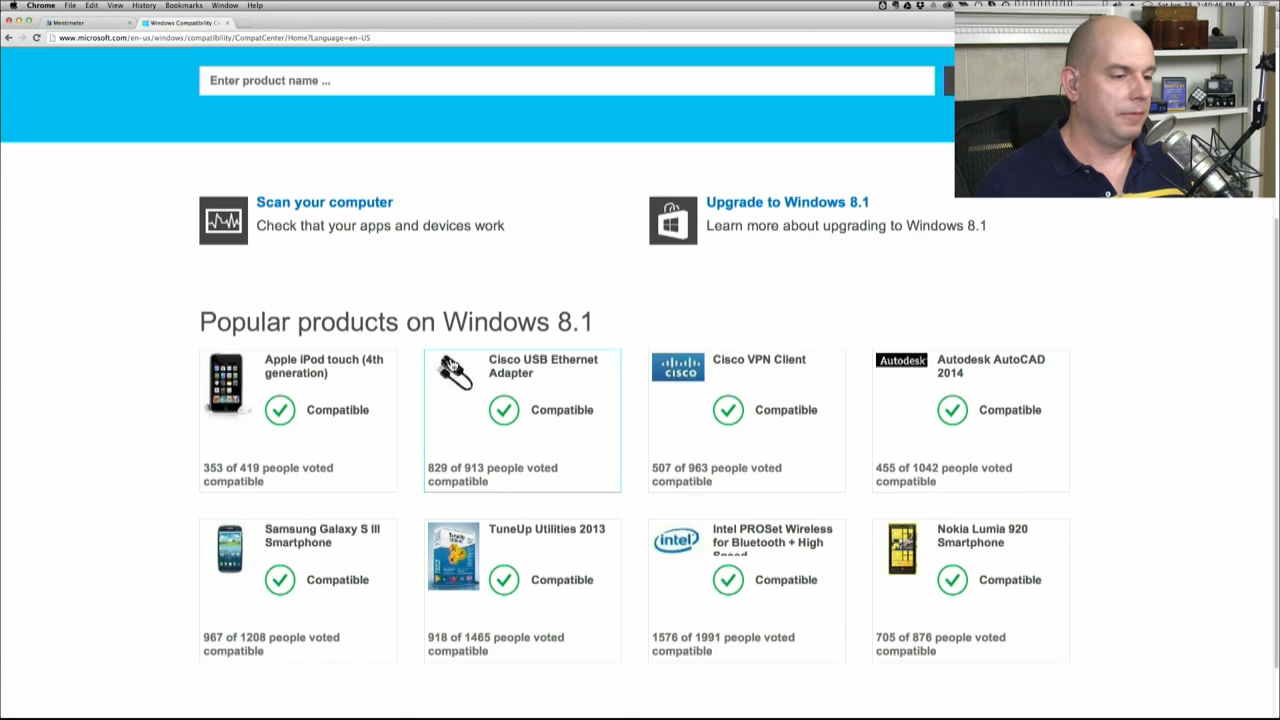 Chrome File Edit View History Bookmarks Window Help
Mentimeter
Windows Compatibility Ce
www.microsoft.com/en-us/windows/compatibility/CompatCenter/Home?Language=en-US
Enter product name ...
Scan your computer
Check that your apps and devices work
Upgrade to Windows 8.1
Learn more about upgrading to Windows 8.1
Popular products on Windows 8.1
Apple iPod touch (4th
generation)
Compatible
353 of 419 people voted
compatible
Cisco USB Ethernet
Adapter
Compatible
829 of 913 people voted
compatible
CISCO
Cisco VPN Client
Compatible
507 of 963 people voted
compatible
Autodesk
Autodesk AutoCAD
2014
Compatible
455 of 1042 people voted
compatible
Samsung Galaxy S III
Smartphone
Compatible
967 of 1208 people voted
compatible
TuneUp Utilities 2013
Compatible
918 of 1465 people voted
compatible
intel
Intel PROSet Wireless
for Bluetooth + High
Compatible
1576 of 1991 people voted
compatible
Nokia Lumia 920
Smartphone
Compatible
705 of 876 people voted
compatible